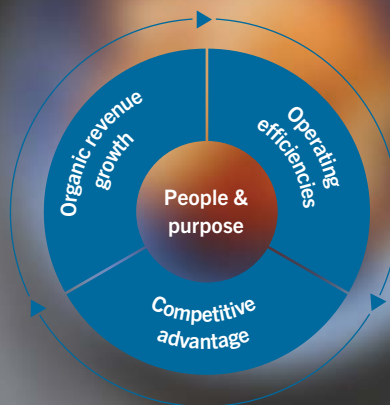 Organic revenue
growth
Operating
efficiencies
People &
purpose
Competitive
advantage